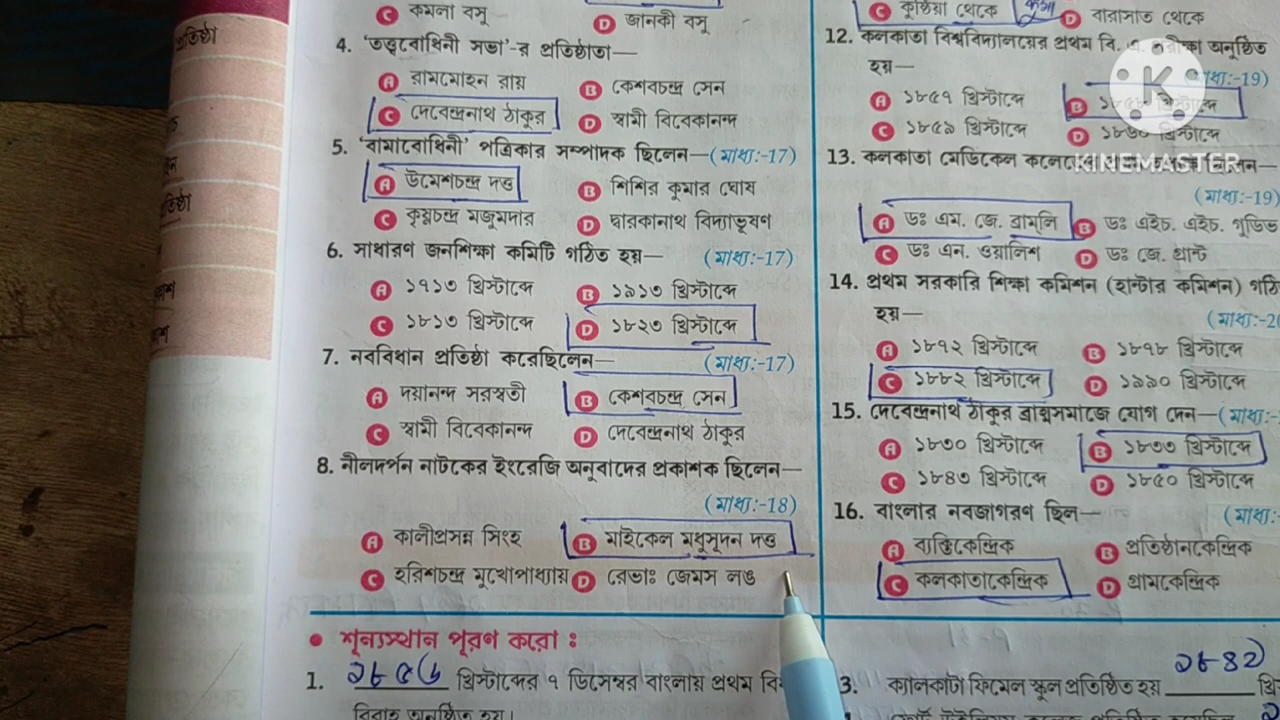 প্রতিষ্ঠা
C কমলা বসু
D জানকী বসু
4. 'তত্ত্ববোধিনী সভা'-র প্রতিষ্ঠাতা—
A রামমোহন রায়
B কেশবচন্দ্র সেন
C দেবেন্দ্রনাথ ঠাকুর
D স্বামী বিবেকানন্দ
5. 'বামাবোধিনী' পত্রিকার সম্পাদক ছিলেন—(মাধ্য:-17)
A উমেশচন্দ্র দত্ত
B শিশির কুমার ঘোষ
C কৃষ্ণচন্দ্র মজুমদার
D দ্বারকানাথ বিদ্যাভূষণ
6. সাধারণ জনশিক্ষা কমিটি গঠিত হয়— (মাধ্য:-17)
A ১৭১৩ খ্রিস্টাব্দে
B ১৯১৩ খ্রিস্টাব্দে
C ১৮১৩ খ্রিস্টাব্দে
D ১৮২৩ খ্রিস্টাব্দে
7. নববিধান প্রতিষ্ঠা করেছিলেন— (মাধ্য:-17)
A দয়ানন্দ সরস্বতী
B কেশবচন্দ্র সেন
C স্বামী বিবেকানন্দ
D দেবেন্দ্রনাথ ঠাকুর
8. নীলদর্পন নাটকের ইংরেজি অনুবাদের প্রকাশক ছিলেন—
(মাধ্য:-18)
A কালীপ্রসন্ন সিংহ
B মাইকেল মধুসূদন দত্ত
C হরিশচন্দ্র মুখোপাধ্যায়
D রেভাঃ জেমস লঙ
• শূন্যস্থান পূরণ করো :
1. ১৮৫৬ খ্রিস্টাব্দের ৭ ডিসেম্বর বাংলায় প্রথম
C কুষ্ঠিয়া থেকে
D বারাসাত থেকে
12. কলকাতা বিশ্ববিদ্যালয়ের প্রথম বি. এ. অনুষ্ঠিত
হয়— -19)
A ১৮৫৭ খ্রিস্টাব্দে
B ১৮৫৮ খ্রিস্টাব্দে
C ১৮৫৯ খ্রিস্টাব্দে
D ১৮৬০ খ্রিস্টাব্দে
K
KINEMASTER
13. কলকাতা মেডিকেল
(মাধ্য:-19)
A ডঃ এম. জে. ব্রামলি
B ডঃ এইচ. এইচ. গুডিভ
C ডঃ এন. ওয়ালিশ
D ডঃ জে. গ্রান্ট
14. প্রথম সরকারি শিক্ষা কমিশন (হান্টার কমিশন)
হয়— (মাধ্য:-
A ১৮৭২ খ্রিস্টাব্দে
B ১৮৭৮ খ্রিস্টাব্দে
C ১৮৮২ খ্রিস্টাব্দে
D ১৯৯০ খ্রিস্টাব্দে
15. দেবেন্দ্রনাথ ঠাকুর ব্রাহ্মসমাজে যোগ দেন—(মাধ্য:-
A ১৮৩০ খ্রিস্টাব্দে
B ১৮৩৩ খ্রিস্টাব্দে
C ১৮৪৩ খ্রিস্টাব্দে
D ১৮৫০ খ্রিস্টাব্দে
16. বাংলার নবজাগরণ ছিল— (মাধ্য:-
A ব্যক্তিকেন্দ্রিক
B প্রতিষ্ঠানকেন্দ্রিক
C কলকাতাকেন্দ্রিক
D গ্রামকেন্দ্রিক
3. ক্যালকাটা ফিমেল স্কুল প্রতিষ্ঠিত হয়